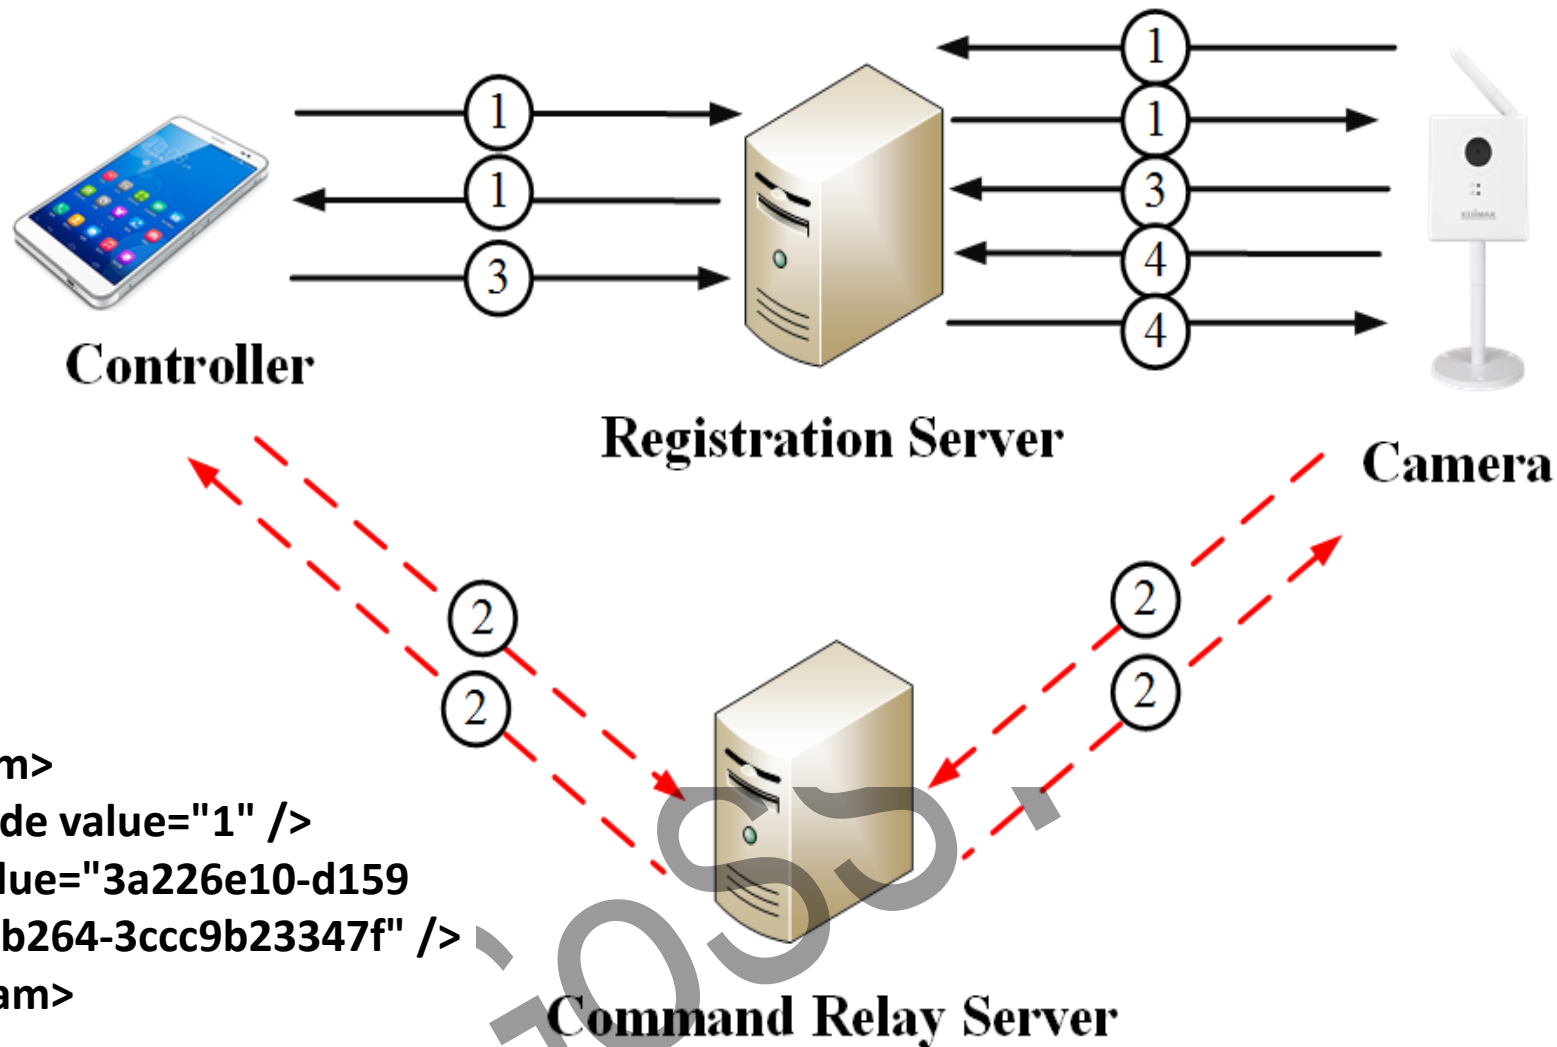 1
1
1
1
3
3
4
4
Controller
Registration Server
Camera
2
2
2
2
m>
de value="1" />
lue="3a226e10-d159
b264-3ccc9b23347f" />
am>
Command Relay Server